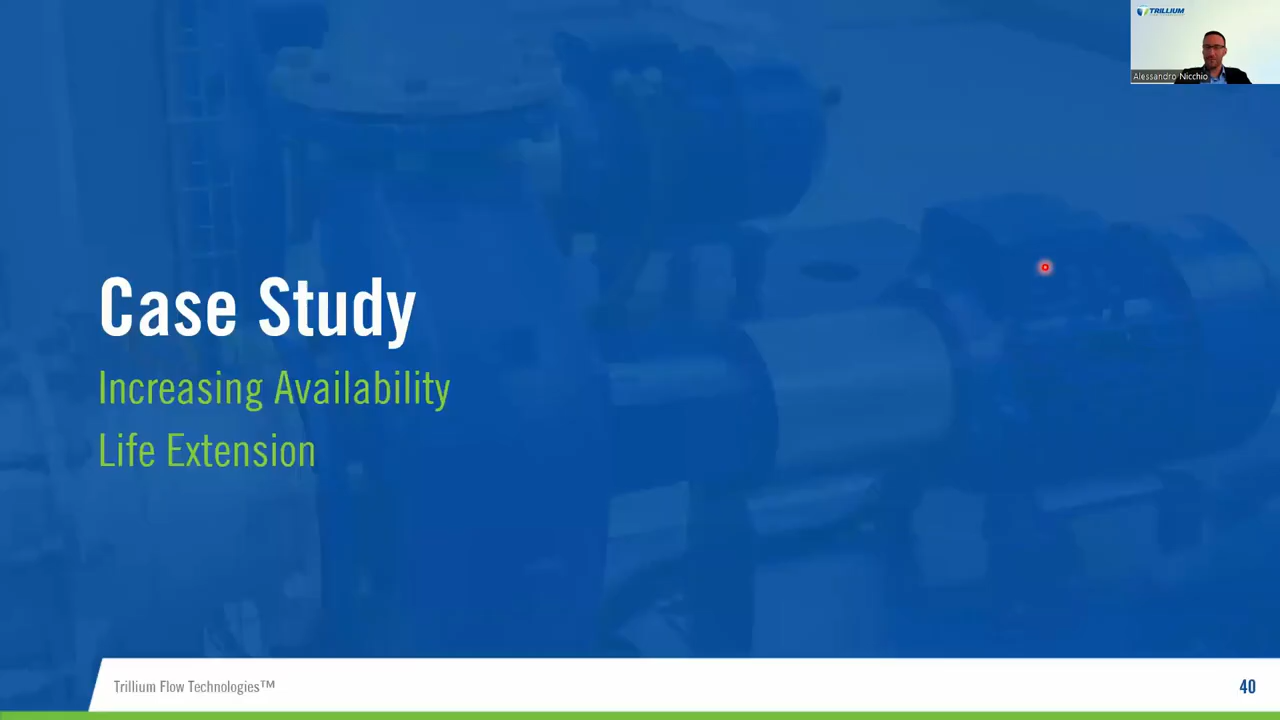 TRILLIUM
Alessandro Nicchio
Case Study
Increasing Availability
Life Extension
Trillium Flow Technologies™
40